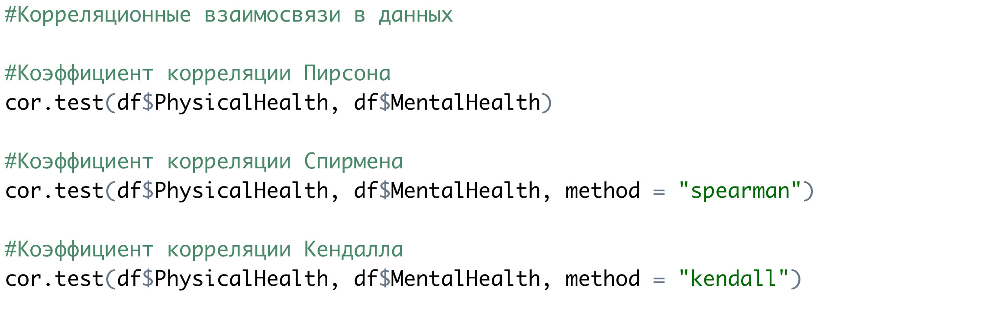 #Корреляционные взаимосвязи в данных
#Коэффициент корреляции Пирсона
cor.test(df$PhysicalHealth, df$MentalHealth)
#Коэффициент корреляции Спирмена
cor.test(df$PhysicalHealth, df$MentalHealth, method = "spearman")
#Коэффициент корреляции Кендалла
cor.test(df$PhysicalHealth, df$MentalHealth, method = "kendall")